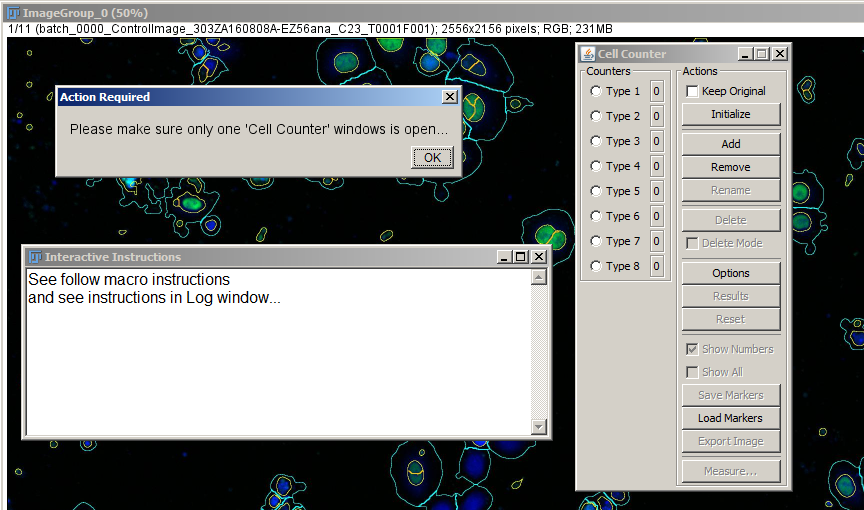 ImageGroup_0 (50%)
1/11 (batch_0000_ControlImage_303ZA160808A-EZ56ana_C23_T0001F001); 2556x2156 pixels; RGB; 231MB
Action Required
Please make sure only one 'Cell Counter' windows is open...
OK
Interactive Instructions
See follow macro instructions
and see instructions in Log window...
Cell Counter
Counters
Type 1 0
Type 2 0
Type 3 0
Type 4 0
Type 5 0
Type 6 0
Type 7 0
Type 8 0
Actions
Keep Original
Initialize
Add
Remove
Rename
Delete
Delete Mode
Options
Results
Reset
Show Numbers
Show All
Save Markers
Load Markers
Export Image
Measure...